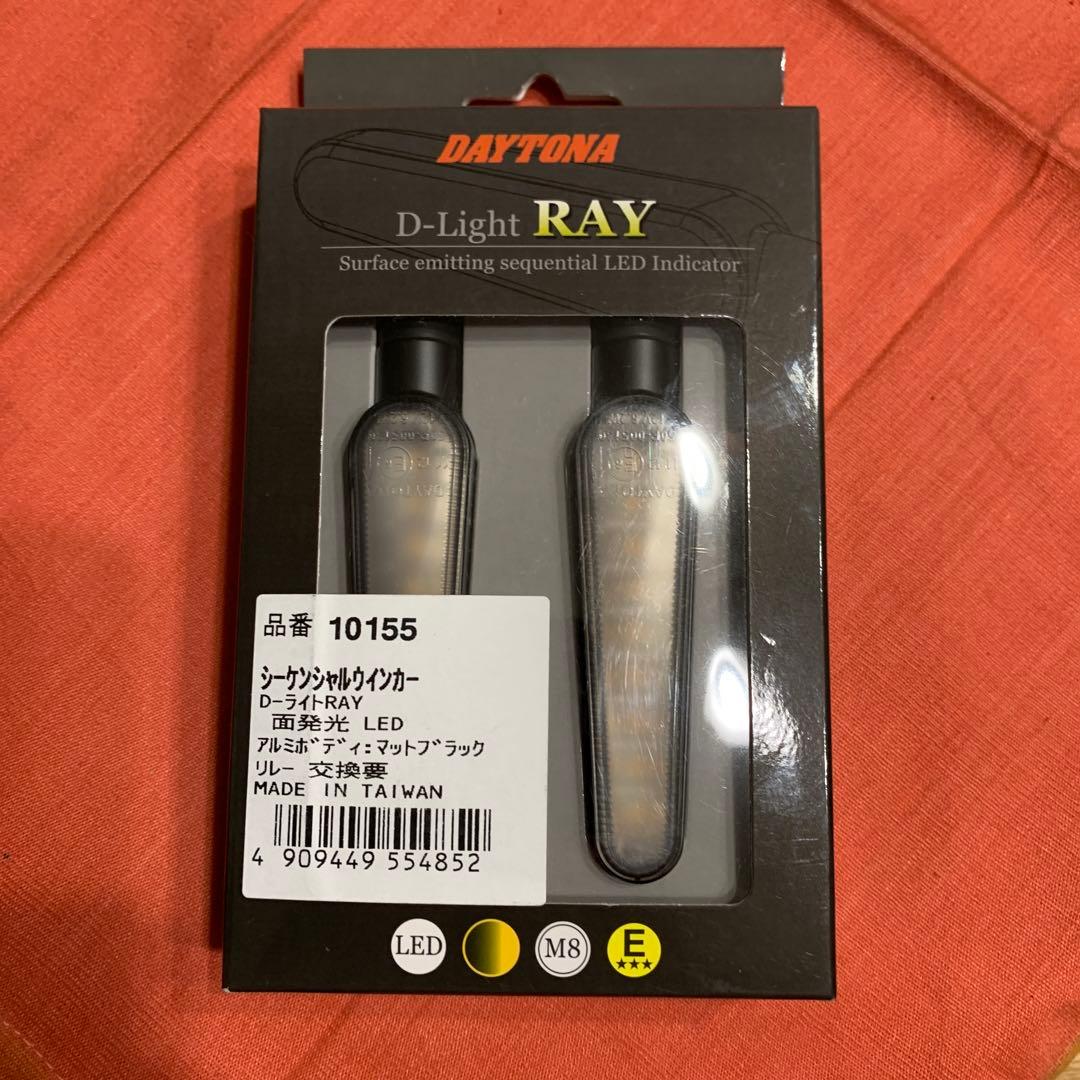 DAYTONA
D-Light RAY
Surface emitting sequential LED Indicator
品番 10155
シーケンシャルウインカー
D-ライトRAY
面発光 LED
アルミボディ:マットブラック
リレー 交換要
MADE IN TAIWAN
4 909449 554852
LED
M8
E
★★★